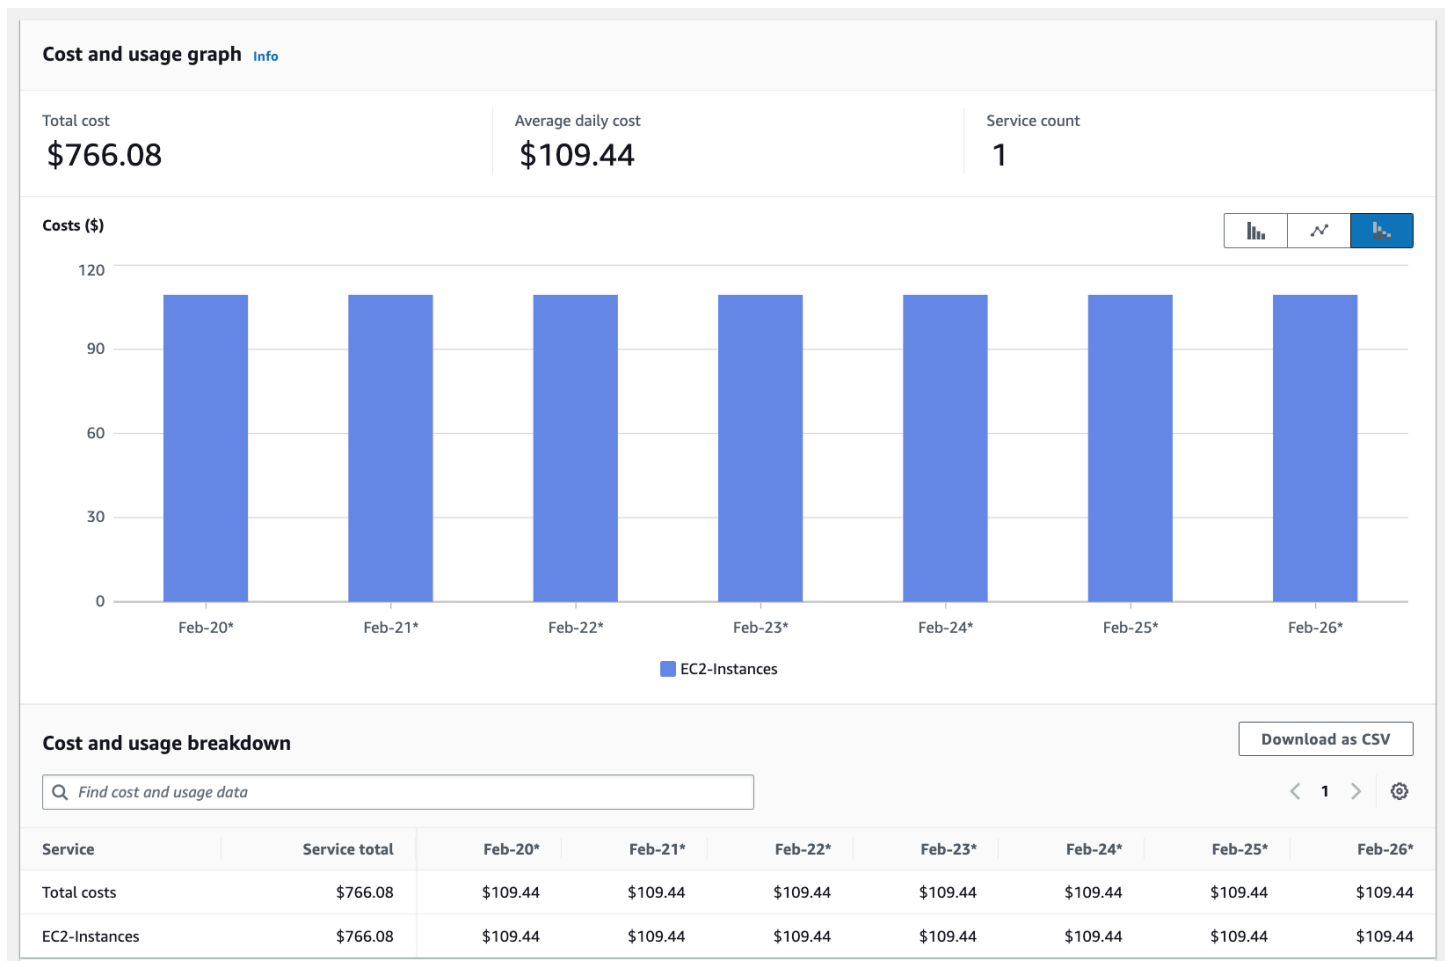 Cost and usage graph Info
Total cost Average daily cost Service count
$766.08 $109.44 1
Costs ($)
120
90
60
30
0
Feb-20* Feb-21* Feb-22* Feb-23* Feb-24* Feb-25* Feb-26*
EC2-Instances
Cost and usage breakdown Download as CSV
Find cost and usage data 1
Service Service total Feb-20* Feb-21* Feb-22* Feb-23* Feb-24* Feb-25* Feb-26*
Total costs $766.08 $109.44 $109.44 $109.44 $109.44 $109.44 $109.44 $109.44
EC2-Instances $766.08 $109.44 $109.44 $109.44 $109.44 $109.44 $109.44 $109.44